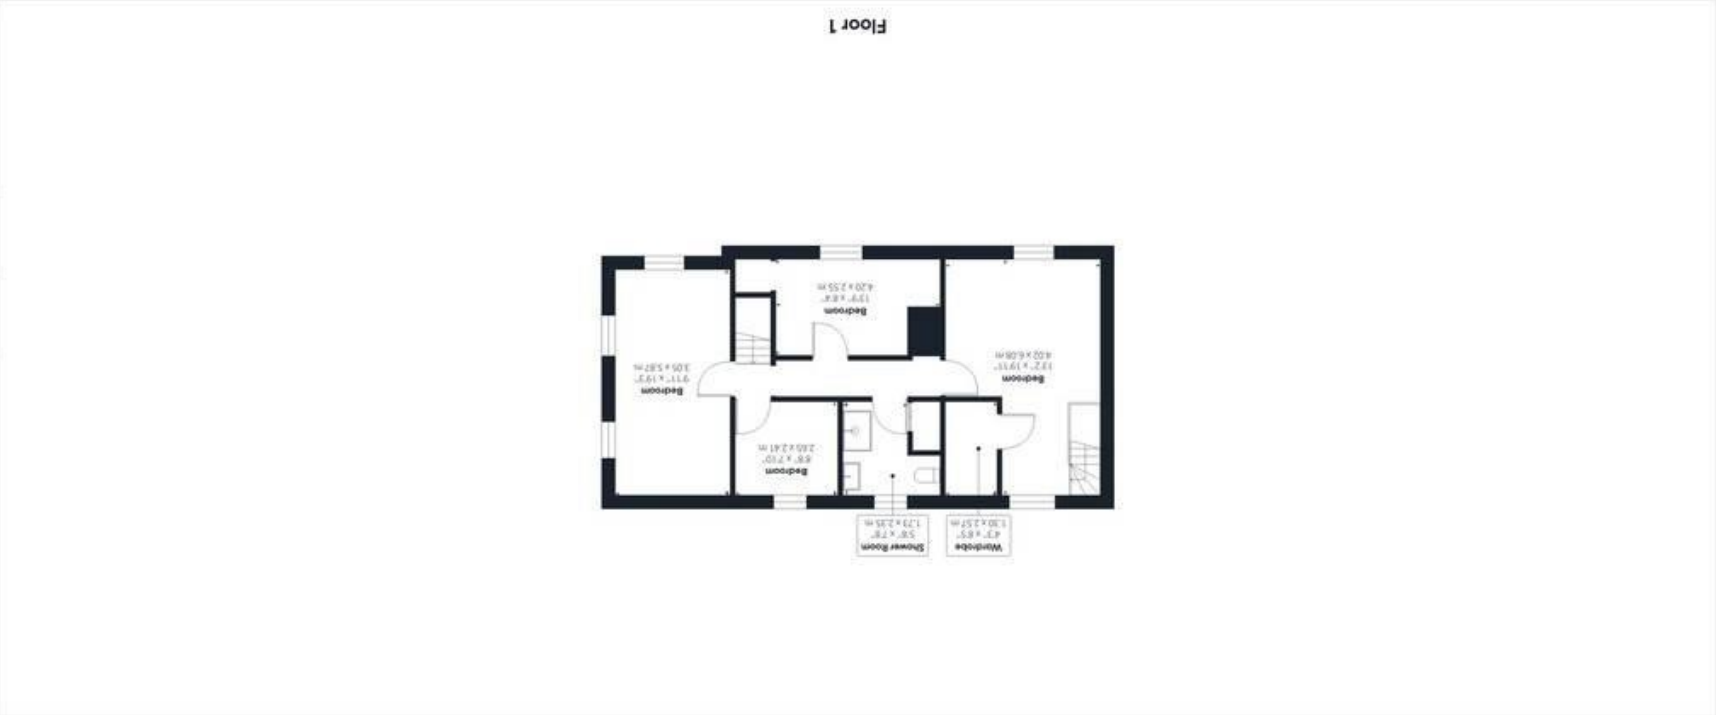 Wardrobe
4'3" x 8'5"
1.30 x 2.57 m
Shower Room
5'8" x 7'8"
1.73 x 2.35 m
Bedroom
8'8" x 7'10"
2.65 x 2.41 m
Bedroom
13'2" x 19'11"
4.02 x 6.08 m
Bedroom
9'11" x 19'3"
3.05 x 5.87 m
Bedroom
13'9" x 8'4"
4.20 x 2.55 m
Floor 1